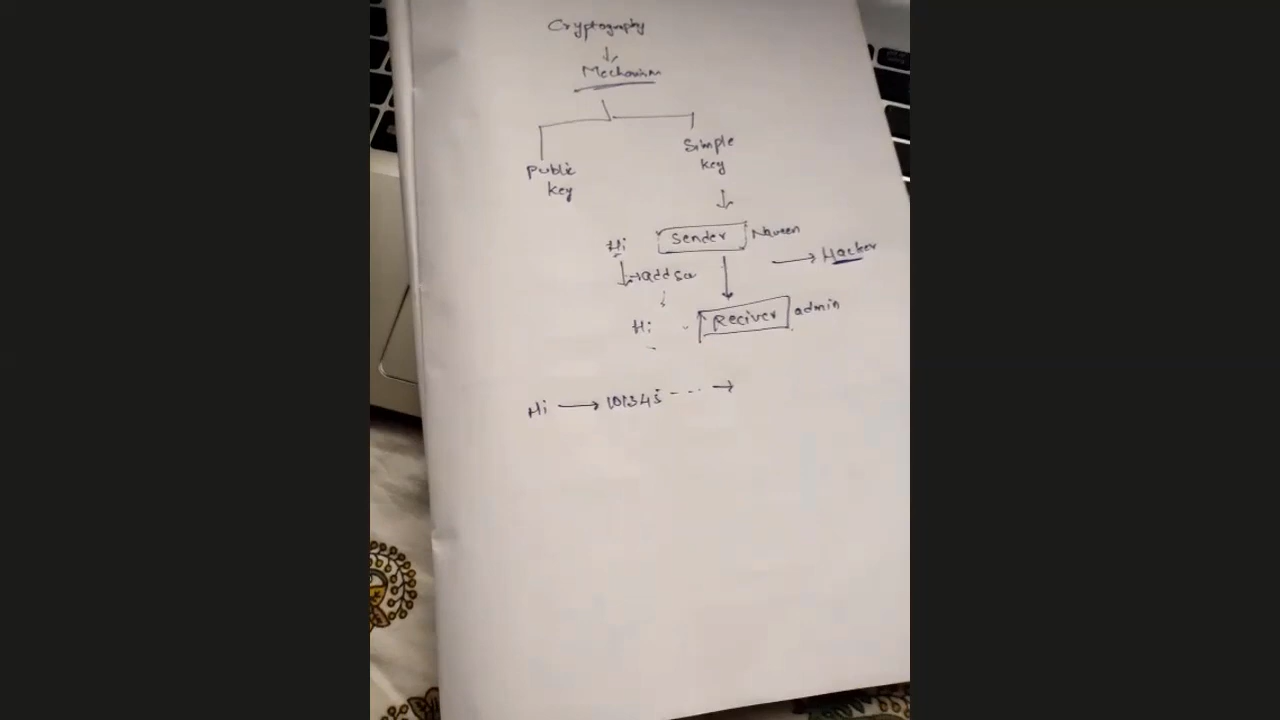 Cryptography
Mechanism
Public
key
Simple
key
Hi
Sender
Naveen
Hacker
Hi
Reciver
admin
Hi